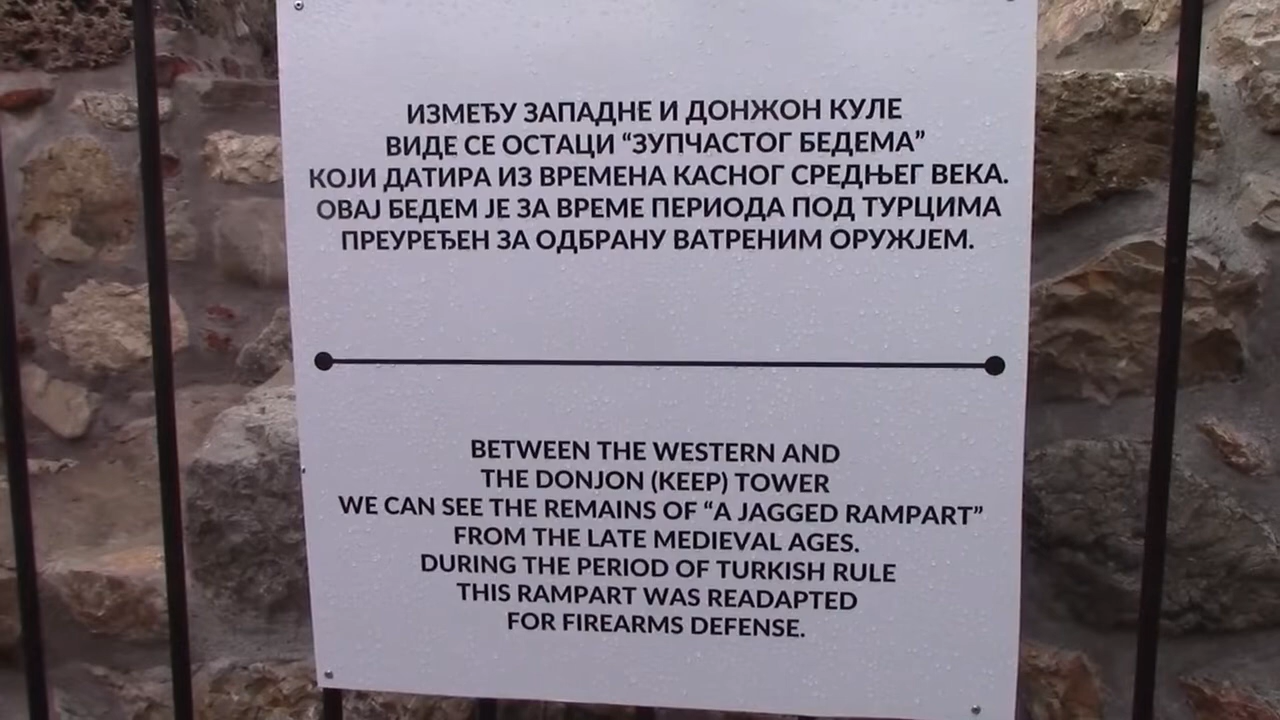 ИЗМЕЂУ ЗАПАДНЕ И ДОНЖОН КУЛЕ
ВИДЕ СЕ ОСТАЦИ “ЗУПЧАСТОГ БЕДЕМА”
КОЈИ ДАТИРА ИЗ ВРЕМЕНА КАСНОГ СРЕДЊЕГ ВЕКА.
ОВАЈ БЕДЕМ ЈЕ ЗА ВРЕМЕ ПЕРИОДА ПОД ТУРЦИМА
ПРЕУРЕЂЕН ЗА ОДБРАНУ ВАТРЕНИМ ОРУЖЈЕМ.
BETWEEN THE WESTERN AND
THE DONJON (KEEP) TOWER
WE CAN SEE THE REMAINS OF “A JAGGED RAMPART”
FROM THE LATE MEDIEVAL AGES.
DURING THE PERIOD OF TURKISH RULE
THIS RAMPART WAS READAPTED
FOR FIREARMS DEFENSE.